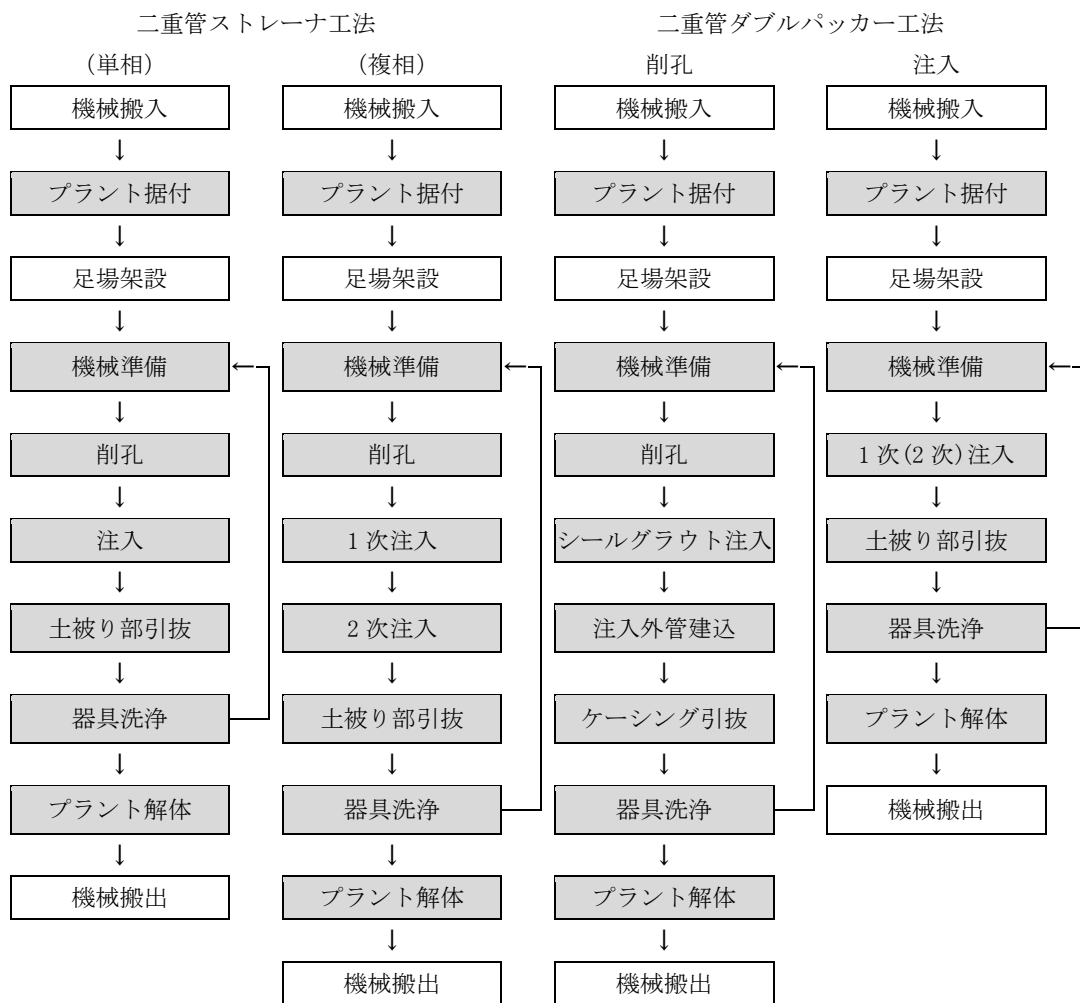 二重管ストレーナ工法
(単相)
機械搬入
↓
プラント据付
↓
足場架設
↓
機械準備
↓
削孔
↓
注入
↓
土被り部引抜
↓
器具洗浄
↓
プラント解体
↓
機械搬出
(複相)
機械搬入
↓
プラント据付
↓
足場架設
↓
機械準備
↓
削孔
↓
1次注入
↓
2次注入
↓
土被り部引抜
↓
器具洗浄
↓
プラント解体
↓
機械搬出
二重管ダブルパッカー工法
削孔
機械搬入
↓
プラント据付
↓
足場架設
↓
機械準備
↓
削孔
↓
シールグラウト注入
↓
注入外管建込
↓
ケーシング引抜
↓
器具洗浄
↓
プラント解体
↓
機械搬出
注入
機械搬入
↓
プラント据付
↓
足場架設
↓
機械準備
↓
1次(2次)注入
↓
土被り部引抜
↓
器具洗浄
↓
プラント解体
↓
機械搬出